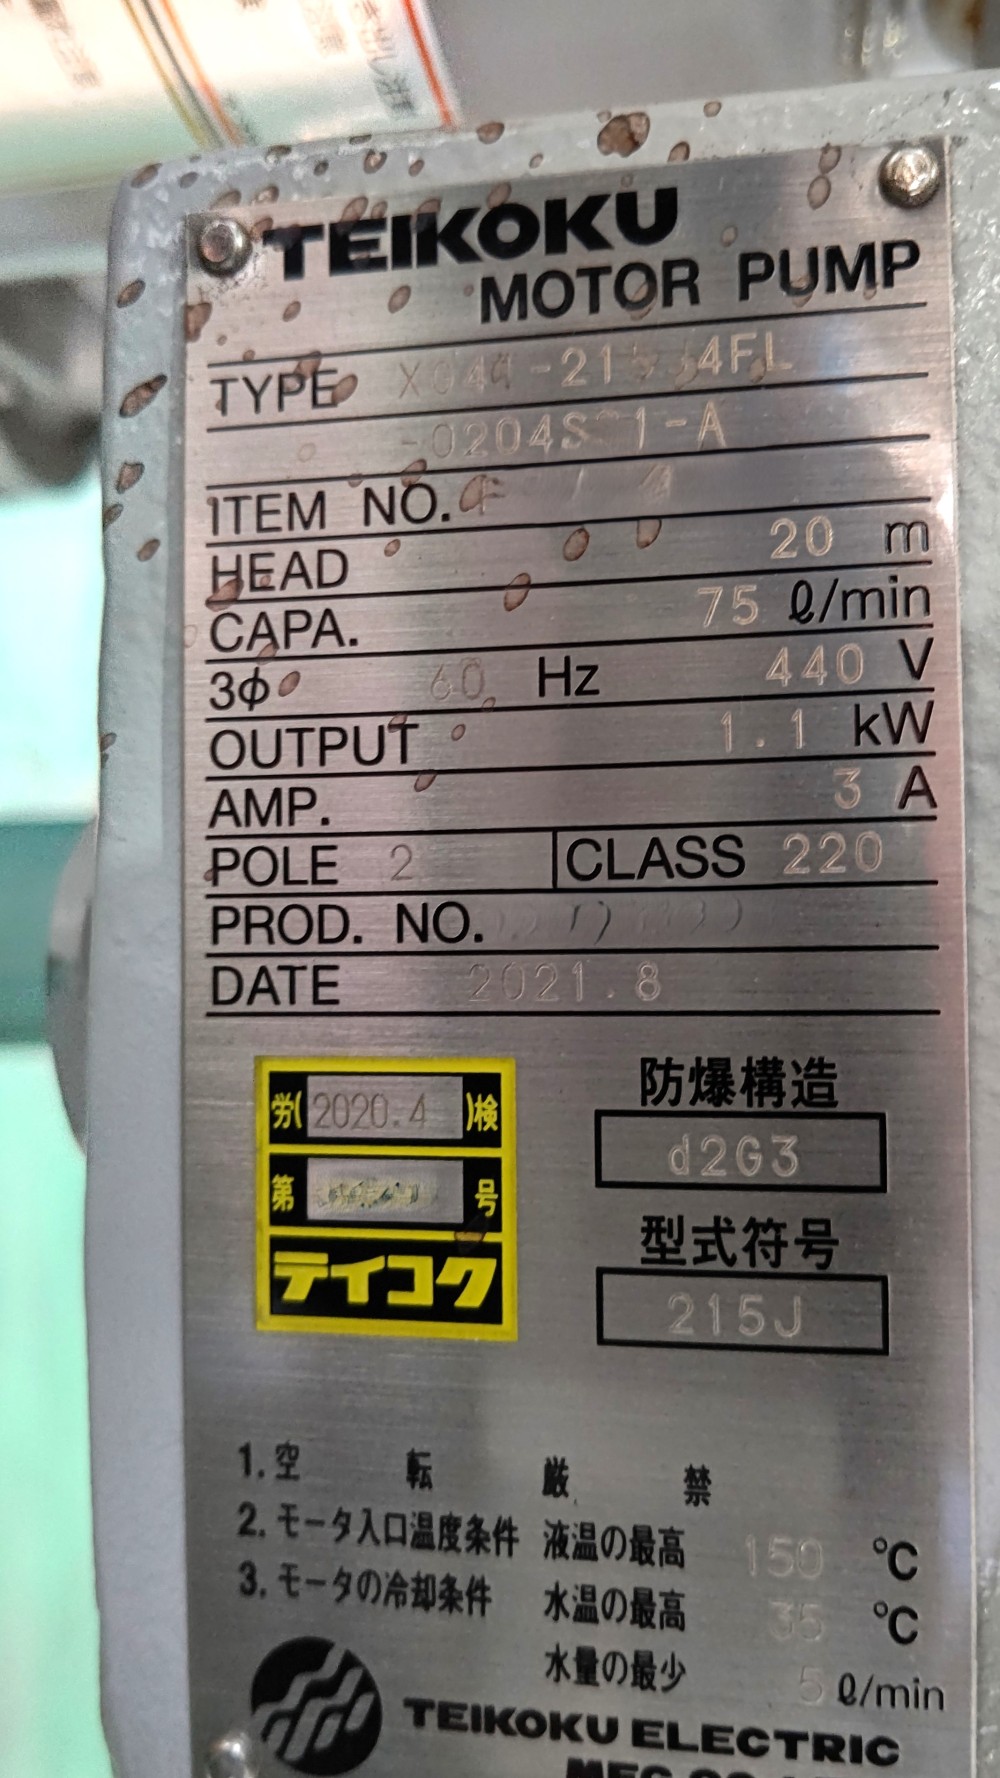 TEIKOKU
MOTOR PUMP
TYPE
-0204S 1-A
ITEM NO.
HEAD 20 m
CAPA. 75 ℓ/min
3φ 60 Hz 440 V
OUTPUT 1.1 kW
AMP. 3 A
POLE 2 CLASS 220
PROD. NO.
DATE 2021.8
労(2020.4)検
第 号
テイコク
防爆構造
d2G3
型式符号
215J
1. 空転厳禁
2. モータ入口温度条件 液温の最高 150 ℃
3. モータの冷却条件 水温の最高 35 ℃
水量の最少 5 ℓ/min
TEIKOKU ELECTRIC